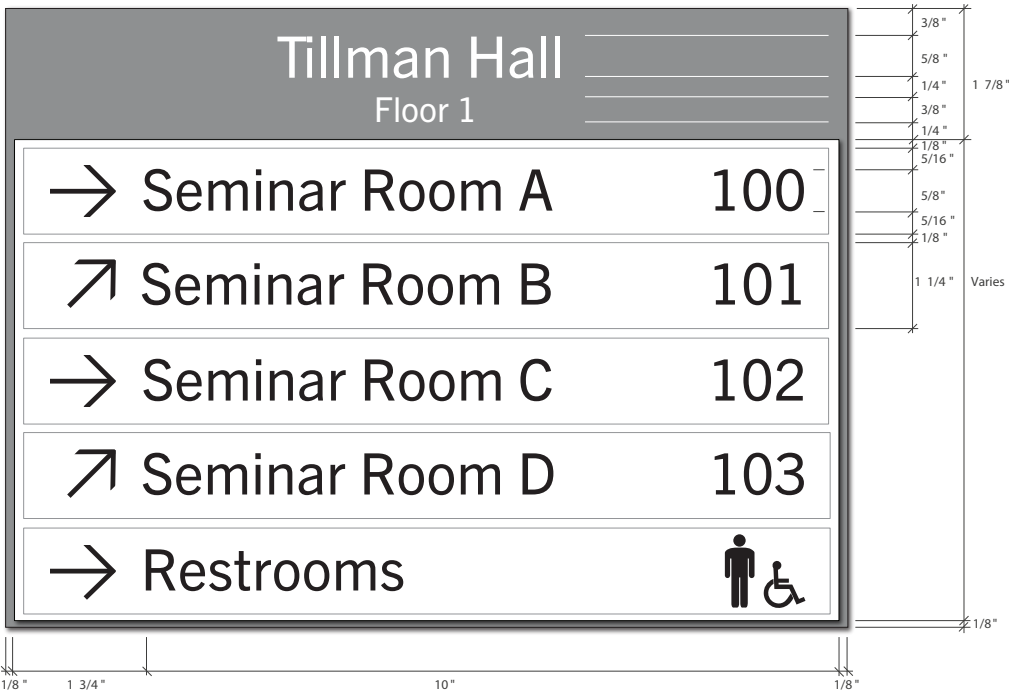 Tillman Hall
Floor 1
→ Seminar Room A 100
↗ Seminar Room B 101
→ Seminar Room C 102
↗ Seminar Room D 103
→ Restrooms
3/8 "
5/8 "
1/4 "
3/8 "
1/4 "
1 7/8 "
1/8 "
5/16 "
5/8"
5/16 "
1/8 "
1 1/4 "
Varies
1/8"
1/8 " 1 3/4 " 10 " 1/8 "